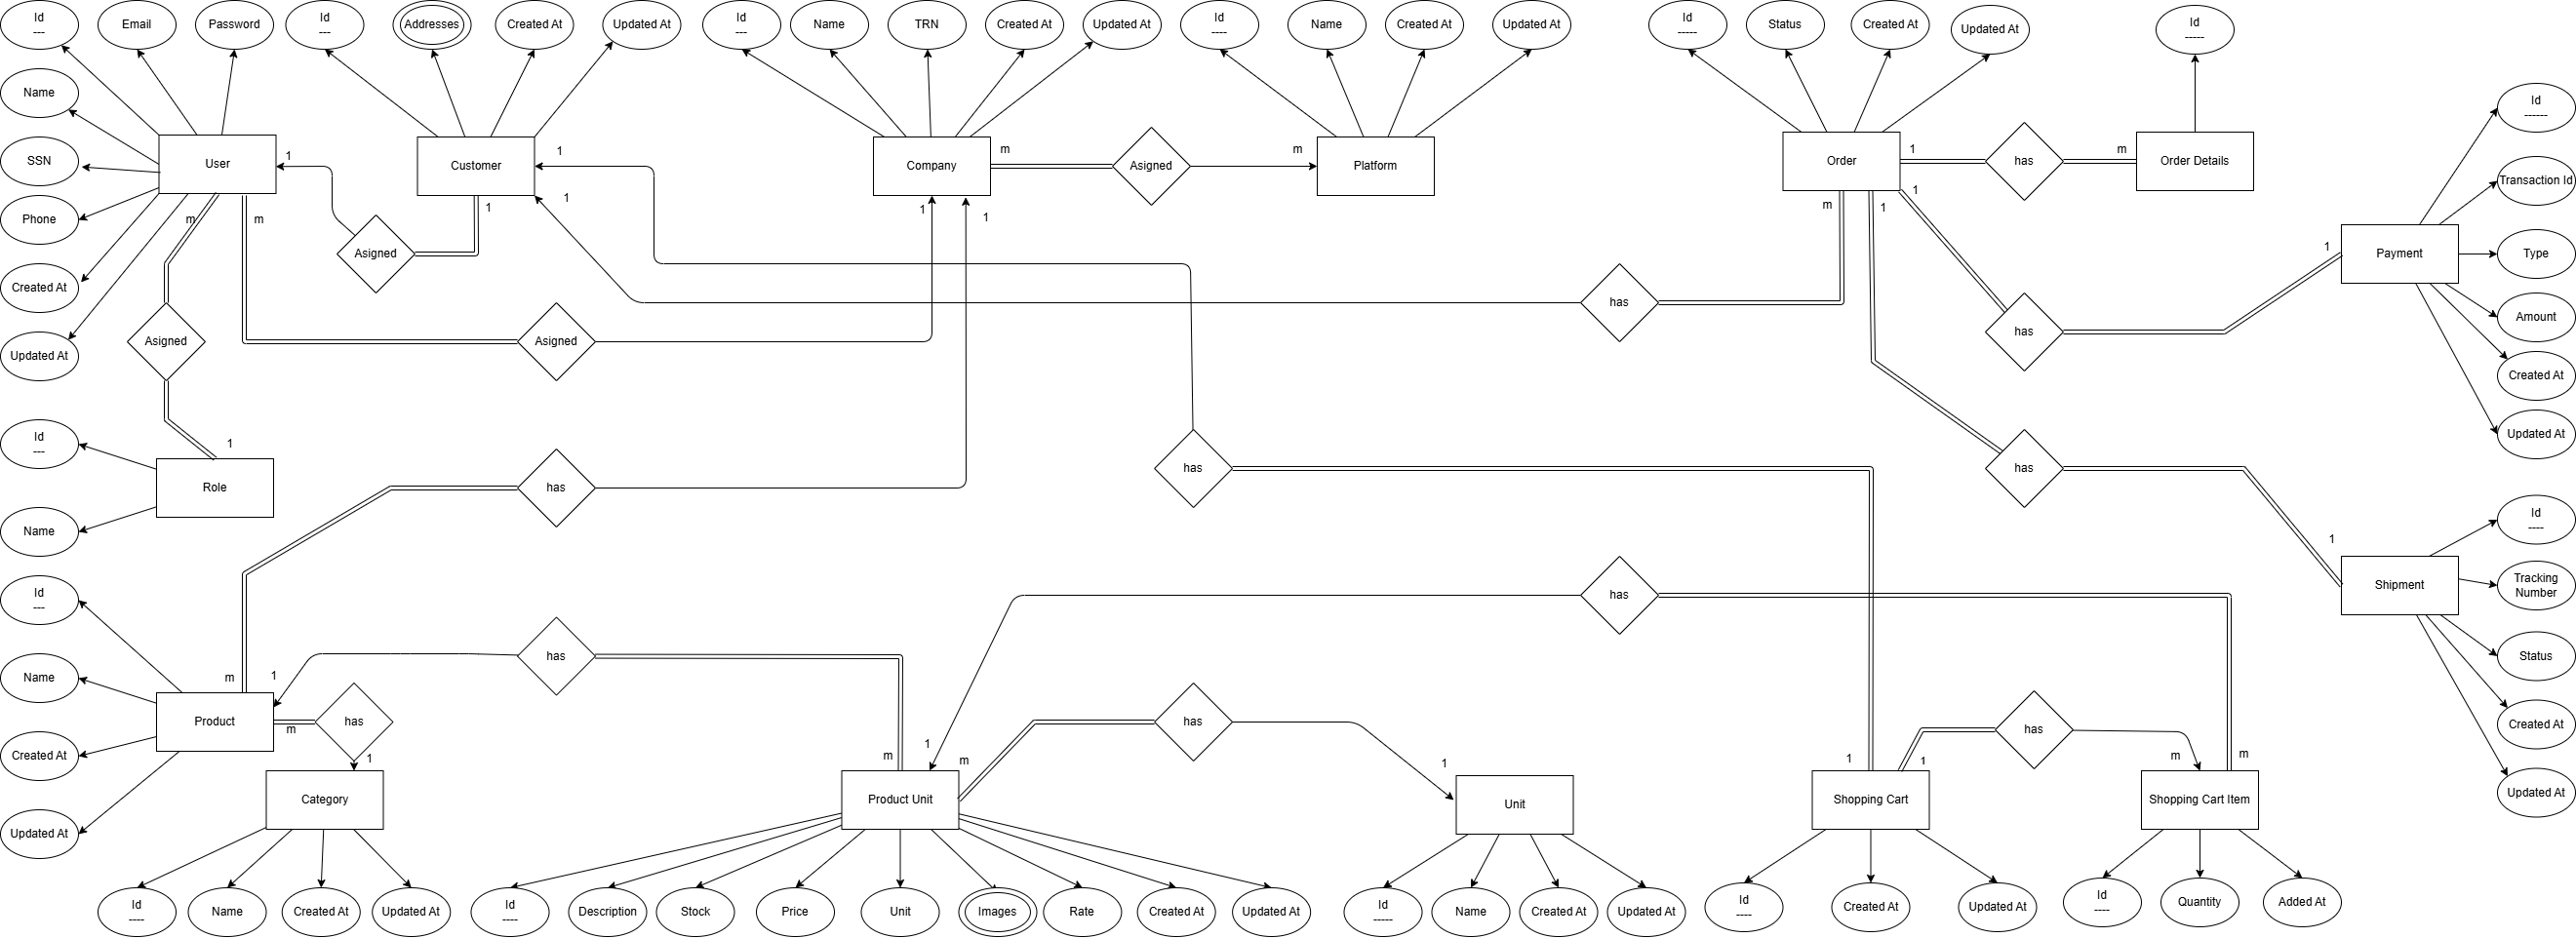 Id
---
Email
Password
Id
---
Addresses
Created At
Updated At
Id
---
Name
TRN
Created At
Updated At
Id
----
Name
Created At
Updated At
Id
-----
Status
Created At
Updated At
Id
-----
Name
SSN
Phone
Created At
Updated At
User
1
Customer
1
Company
m
Asigned
m
Platform
Order
1
has
m
Order Details
Id
------
Transaction Id
Type
Amount
Created At
Updated At
m
m
Asigned
1
1
1
1
m
1
1
1
Payment
has
has
Asigned
Asigned
Id
---
Name
1
Role
has
has
has
1
Id
----
Tracking
Number
Status
Created At
Updated At
Shipment
Id
---
Name
Created At
Updated At
m
1
Product
m
has
1
Category
has
has
m
1
m
Product Unit
has
1
Unit
1
1
Shopping Cart
has
m
m
Shopping Cart Item
Id
----
Name
Created At
Updated At
Id
----
Description
Stock
Price
Unit
Images
Rate
Created At
Updated At
Id
-----
Name
Created At
Updated At
Id
----
Created At
Updated At
Id
----
Quantity
Added At